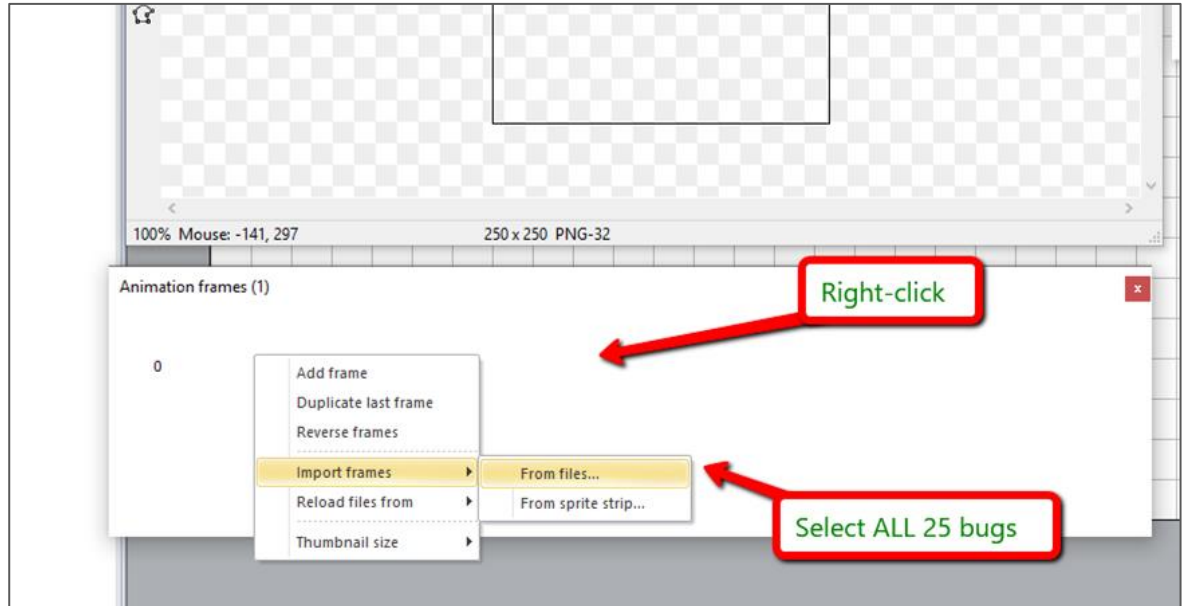 100% Mouse: -141, 297 250 x 250 PNG-32
Animation frames (1)
Right-click
x
0
Add frame
Duplicate last frame
Reverse frames
Import frames
From files...
Reload files from
From sprite strip...
Thumbnail size
Select ALL 25 bugs